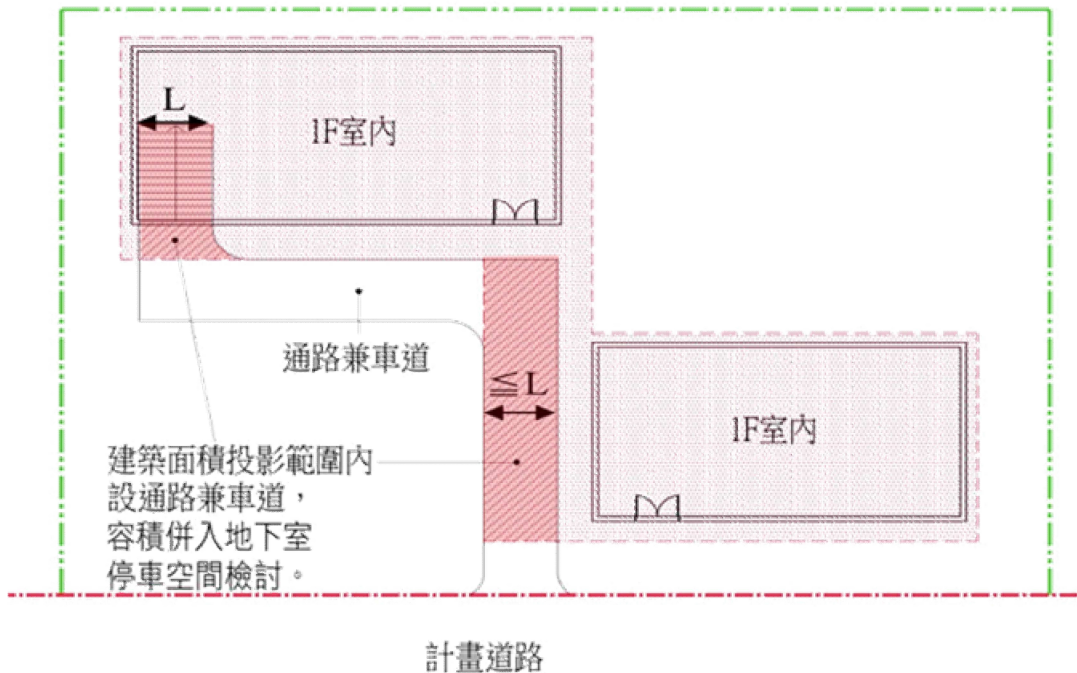 L
1F室內
通路兼車道
≦L
1F室內
建築面積投影範圍內
設通路兼車道，
容積併入地下室
停車空間檢討。
計畫道路